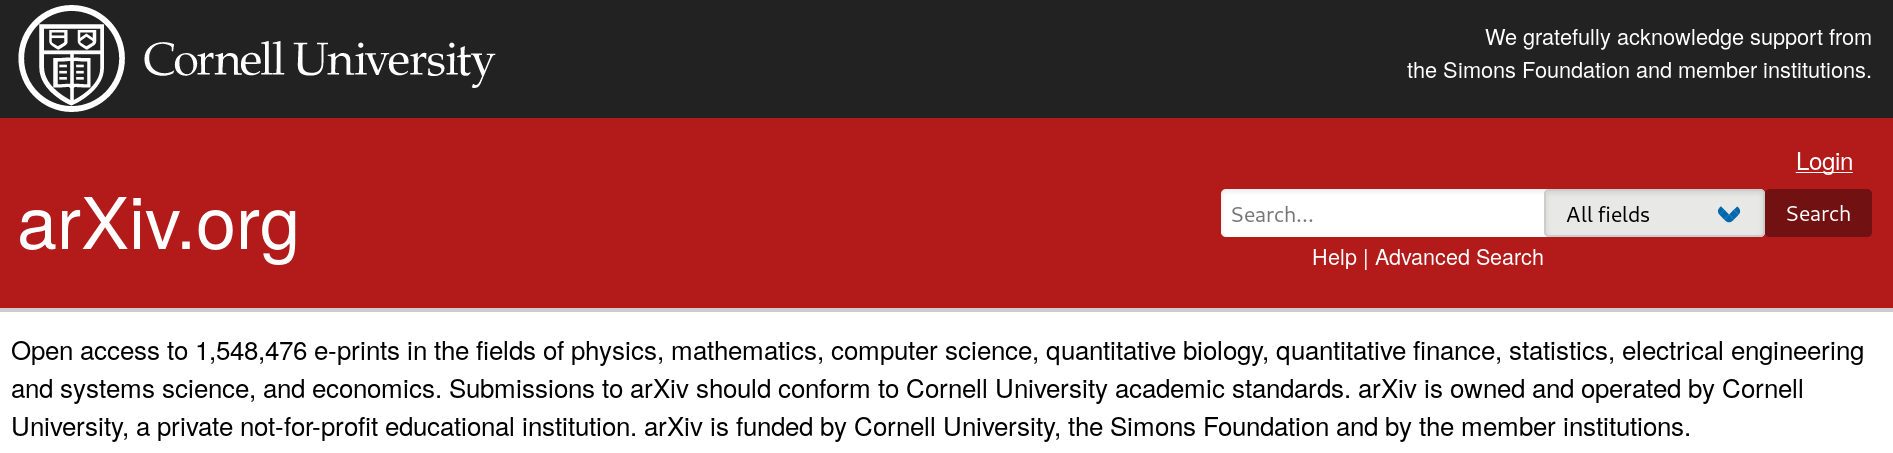 Cornell University
We gratefully acknowledge support from
the Simons Foundation and member institutions.
Login
arXiv.org
Search...
All fields
Search
Help | Advanced Search
Open access to 1,548,476 e-prints in the fields of physics, mathematics, computer science, quantitative biology, quantitative finance, statistics, electrical engineering
and systems science, and economics. Submissions to arXiv should conform to Cornell University academic standards. arXiv is owned and operated by Cornell
University, a private not-for-profit educational institution. arXiv is funded by Cornell University, the Simons Foundation and by the member institutions.